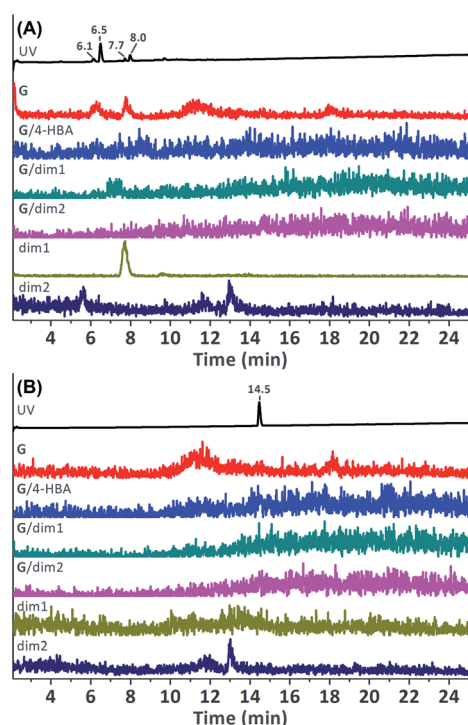 (A)
6.1
6.5
7.7
8.0
UV
G
G/4-HBA
G/dim1
G/dim2
dim1
dim2
4 6 8 10 12 14 16 18 20 22 24
Time (min)
(B)
14.5
UV
G
G/4-HBA
G/dim1
G/dim2
dim1
dim2
4 6 8 10 12 14 16 18 20 22 24
Time (min)